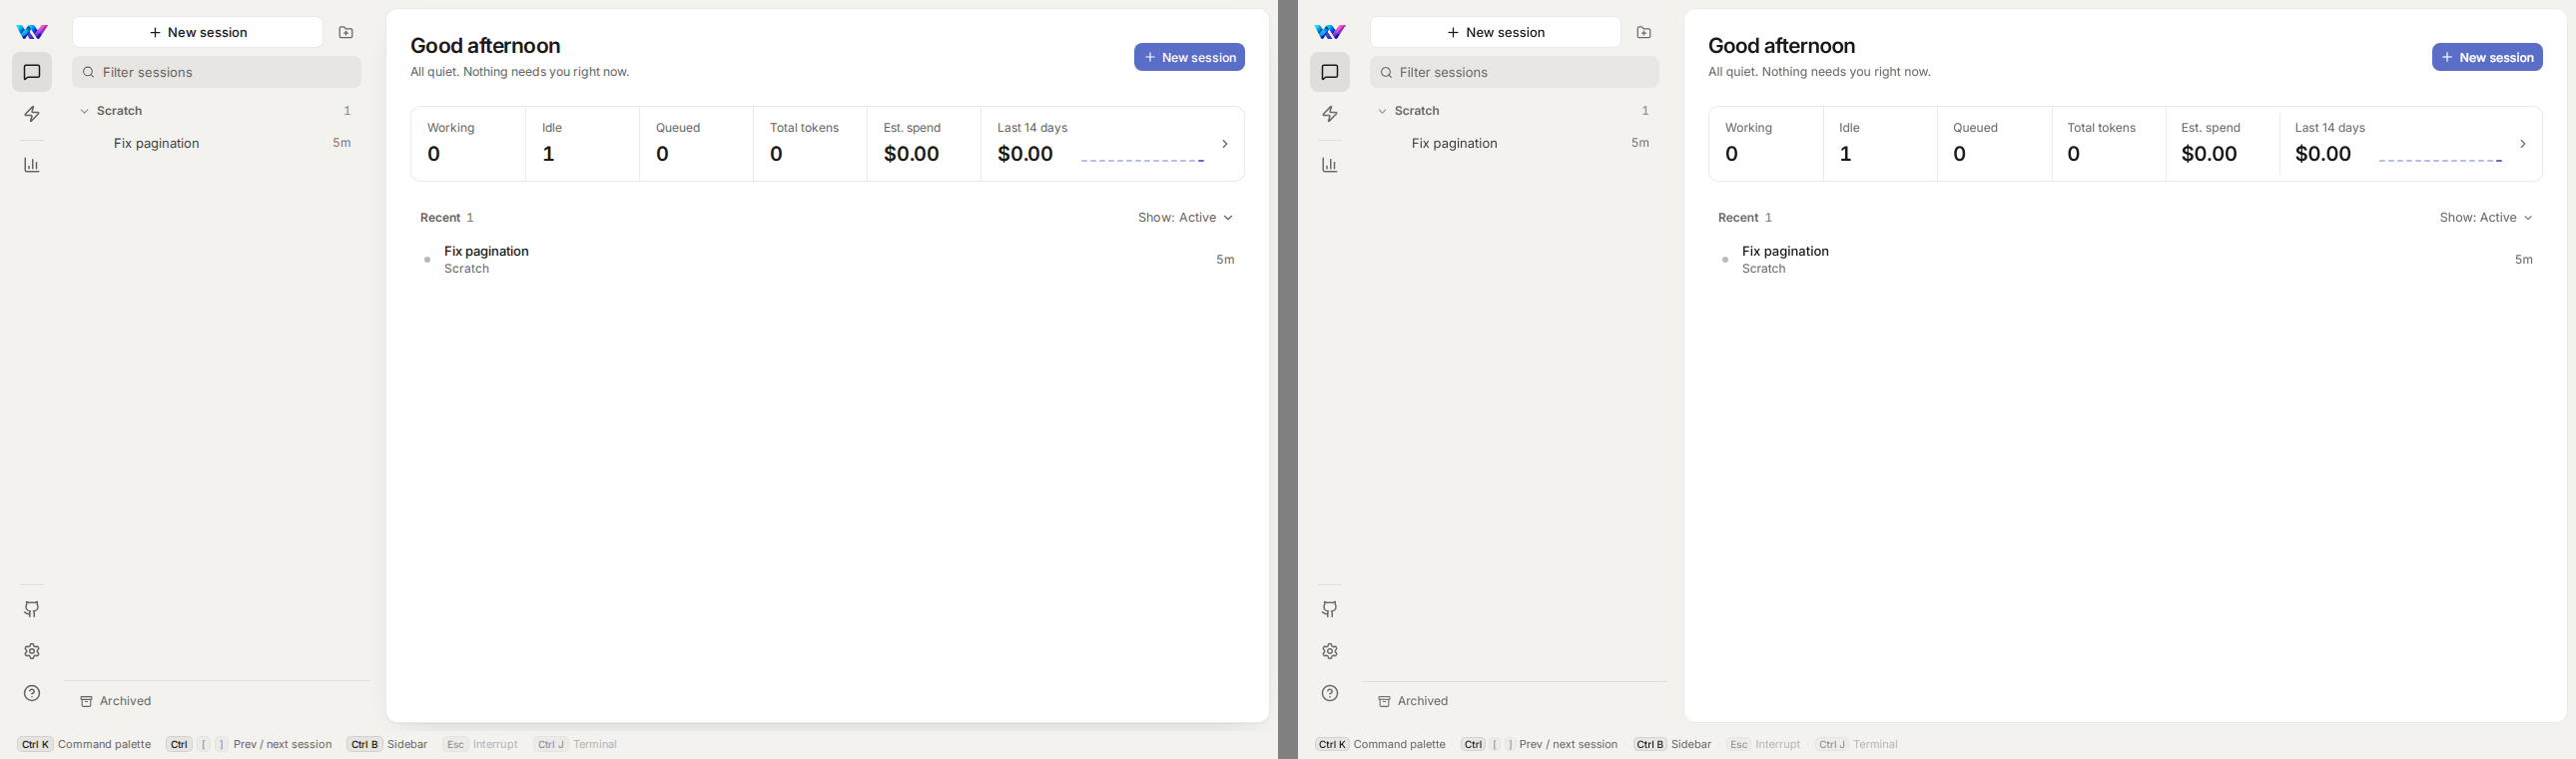 New session
Filter sessions
Scratch 1
Fix pagination 5m
Archived
Good afternoon
All quiet. Nothing needs you right now.
New session
Working Idle Queued Total tokens Est. spend Last 14 days
0 1 0 0 $0.00 $0.00
Recent 1 Show: Active
Fix pagination
Scratch 5m
Ctrl K Command palette Ctrl [ ] Prev / next session Ctrl B Sidebar Esc Interrupt Ctrl J Terminal
New session
Filter sessions
Scratch 1
Fix pagination 5m
Archived
Good afternoon
All quiet. Nothing needs you right now.
New session
Working Idle Queued Total tokens Est. spend Last 14 days
0 1 0 0 $0.00 $0.00
Recent 1 Show: Active
Fix pagination
Scratch 5m
Ctrl K Command palette Ctrl [ ] Prev / next session Ctrl B Sidebar Esc Interrupt Ctrl J Terminal